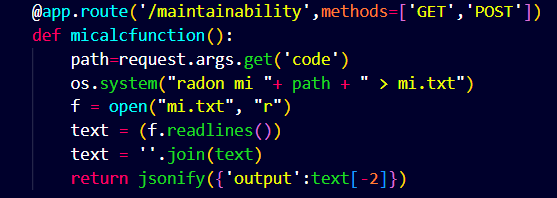 @app.route('/maintainability',methods=['GET','POST'])
def micalcfunction():
    path=request.args.get('code')
    os.system("radon mi "+ path + " > mi.txt")
    f = open("mi.txt", "r")
    text = (f.readlines())
    text = ''.join(text)
    return jsonify({'output':text[-2]})